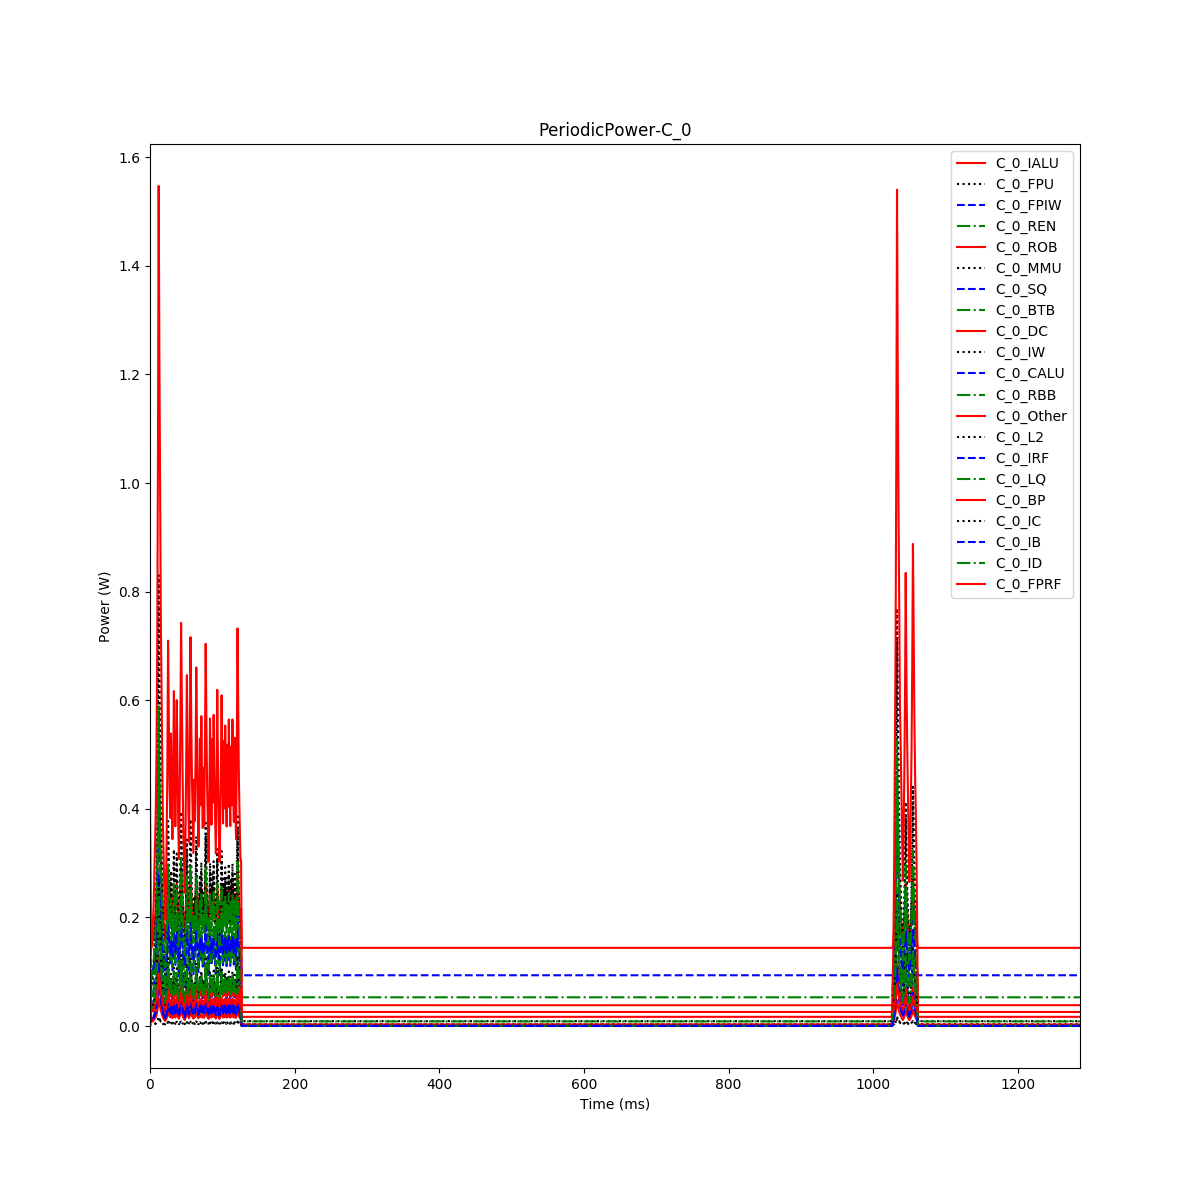 PeriodicPower-C_0
1.6
1.4
1.2
1.0
0.8
0.6
0.4
0.2
0.0
Power (W)
0 200 400 600 800 1000 1200
Time (ms)
C_0_IALU
C_0_FPU
C_0_FPIW
C_0_REN
C_0_ROB
C_0_MMU
C_0_SQ
C_0_BTB
C_0_DC
C_0_IW
C_0_CALU
C_0_RBB
C_0_Other
C_0_L2
C_0_IRF
C_0_LQ
C_0_BP
C_0_IC
C_0_IB
C_0_ID
C_0_FPRF